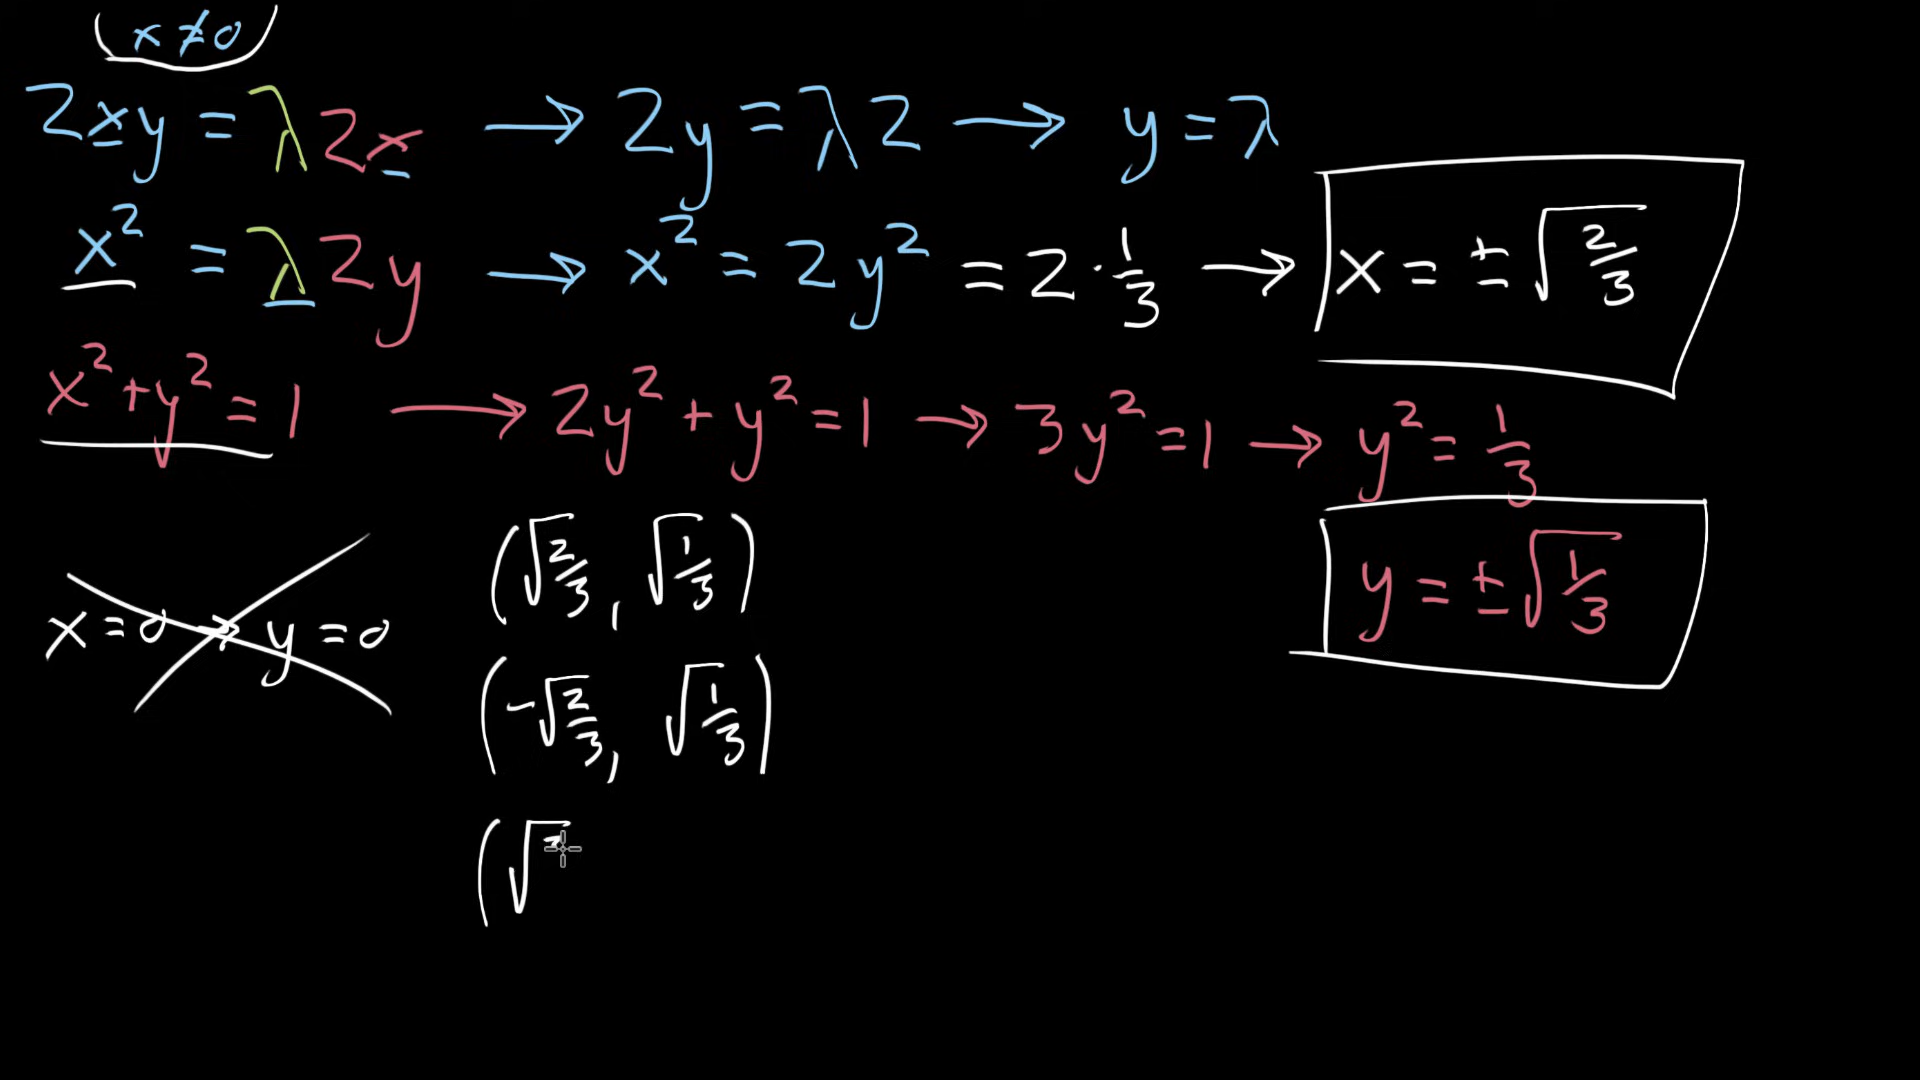 x ≠ 0
2xy = λ2x → 2y = λ2 → y = λ
x² = λ2y → x² = 2y² = 2 · 1/3 → x = ±√(2/3)
x² + y² = 1 → 2y² + y² = 1 → 3y² = 1 → y² = 1/3
(√(2/3), √(1/3))
y = ±√(1/3)
x = 0 → y = 0
(-√(2/3), √(1/3))
(√